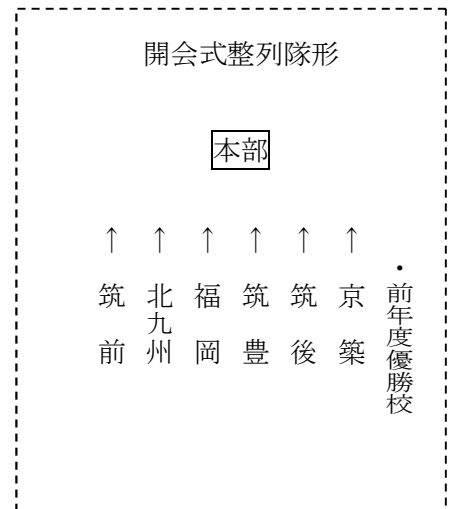 開会式整列隊形
本部
↑ ↑ ↑ ↑ ↑ ↑
筑前
北九州
福岡
筑豊
筑後
京築
・前年度優勝校